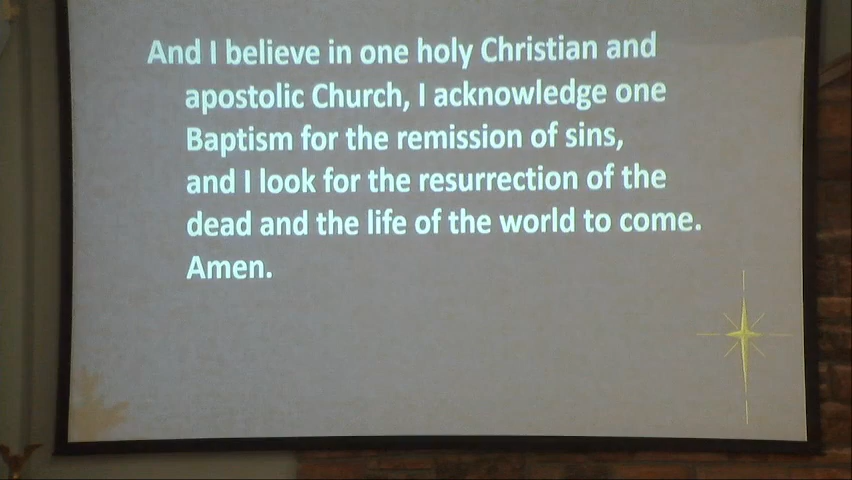 And I believe in one holy Christian and
apostolic Church, I acknowledge one
Baptism for the remission of sins,
and I look for the resurrection of the
dead and the life of the world to come.
Amen.